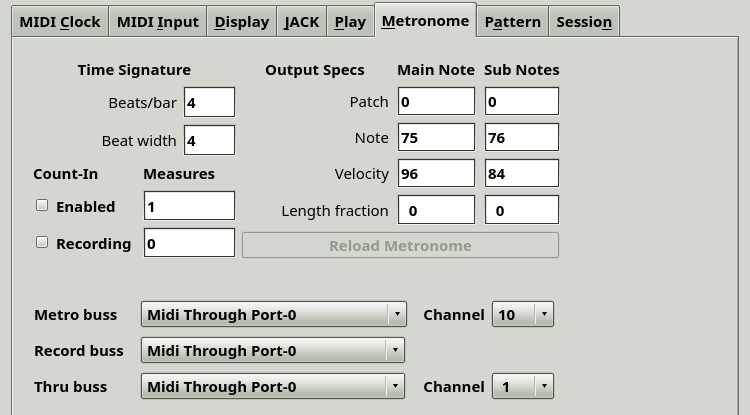 MIDI Clock MIDI Input Display JACK Play Metronome Pattern Session
Time Signature Output Specs Main Note Sub Notes
Beats/bar 4 Patch 0 0
Beat width 4 Note 75 76
Count-In Measures Velocity 96 84
Enabled 1 Length fraction 0 0
Recording 0 Reload Metronome
Metro buss Midi Through Port-0 Channel 10
Record buss Midi Through Port-0
Thru buss Midi Through Port-0 Channel 1